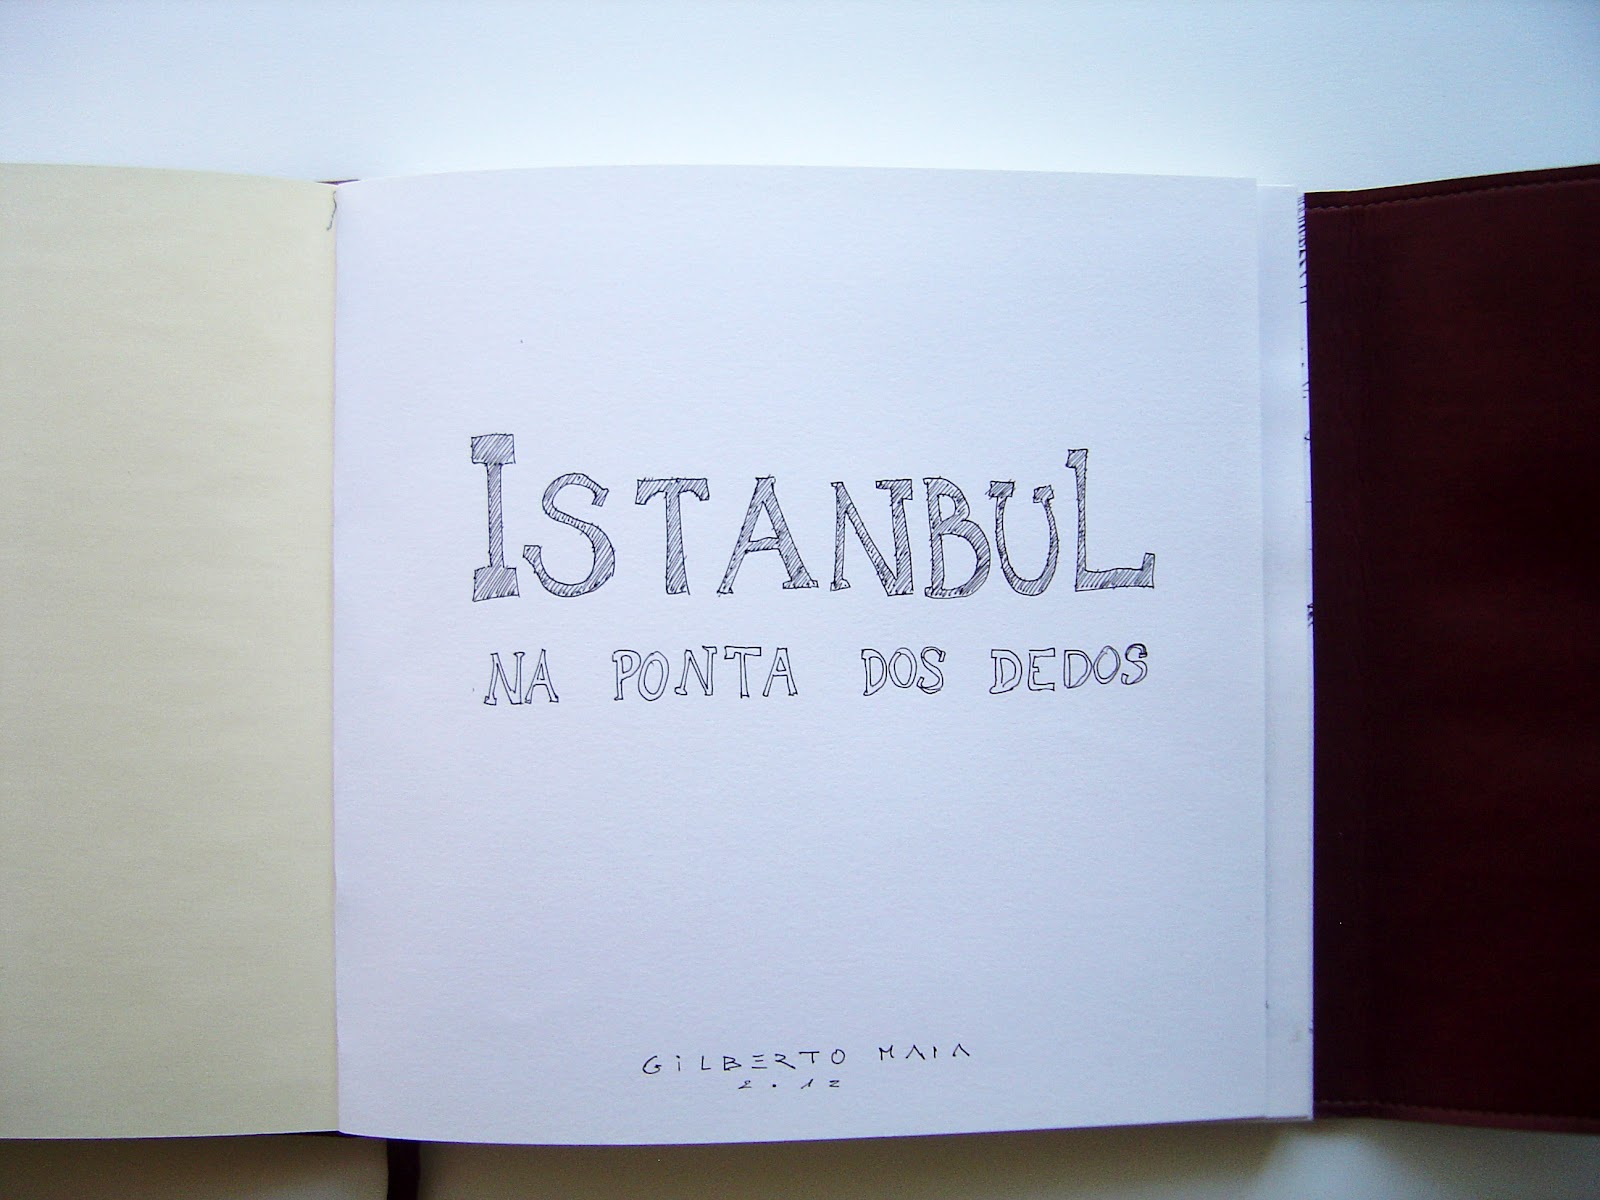 ISTANBUL
NA PONTA DOS DEDOS
GiLBERTO MAIA
2.12